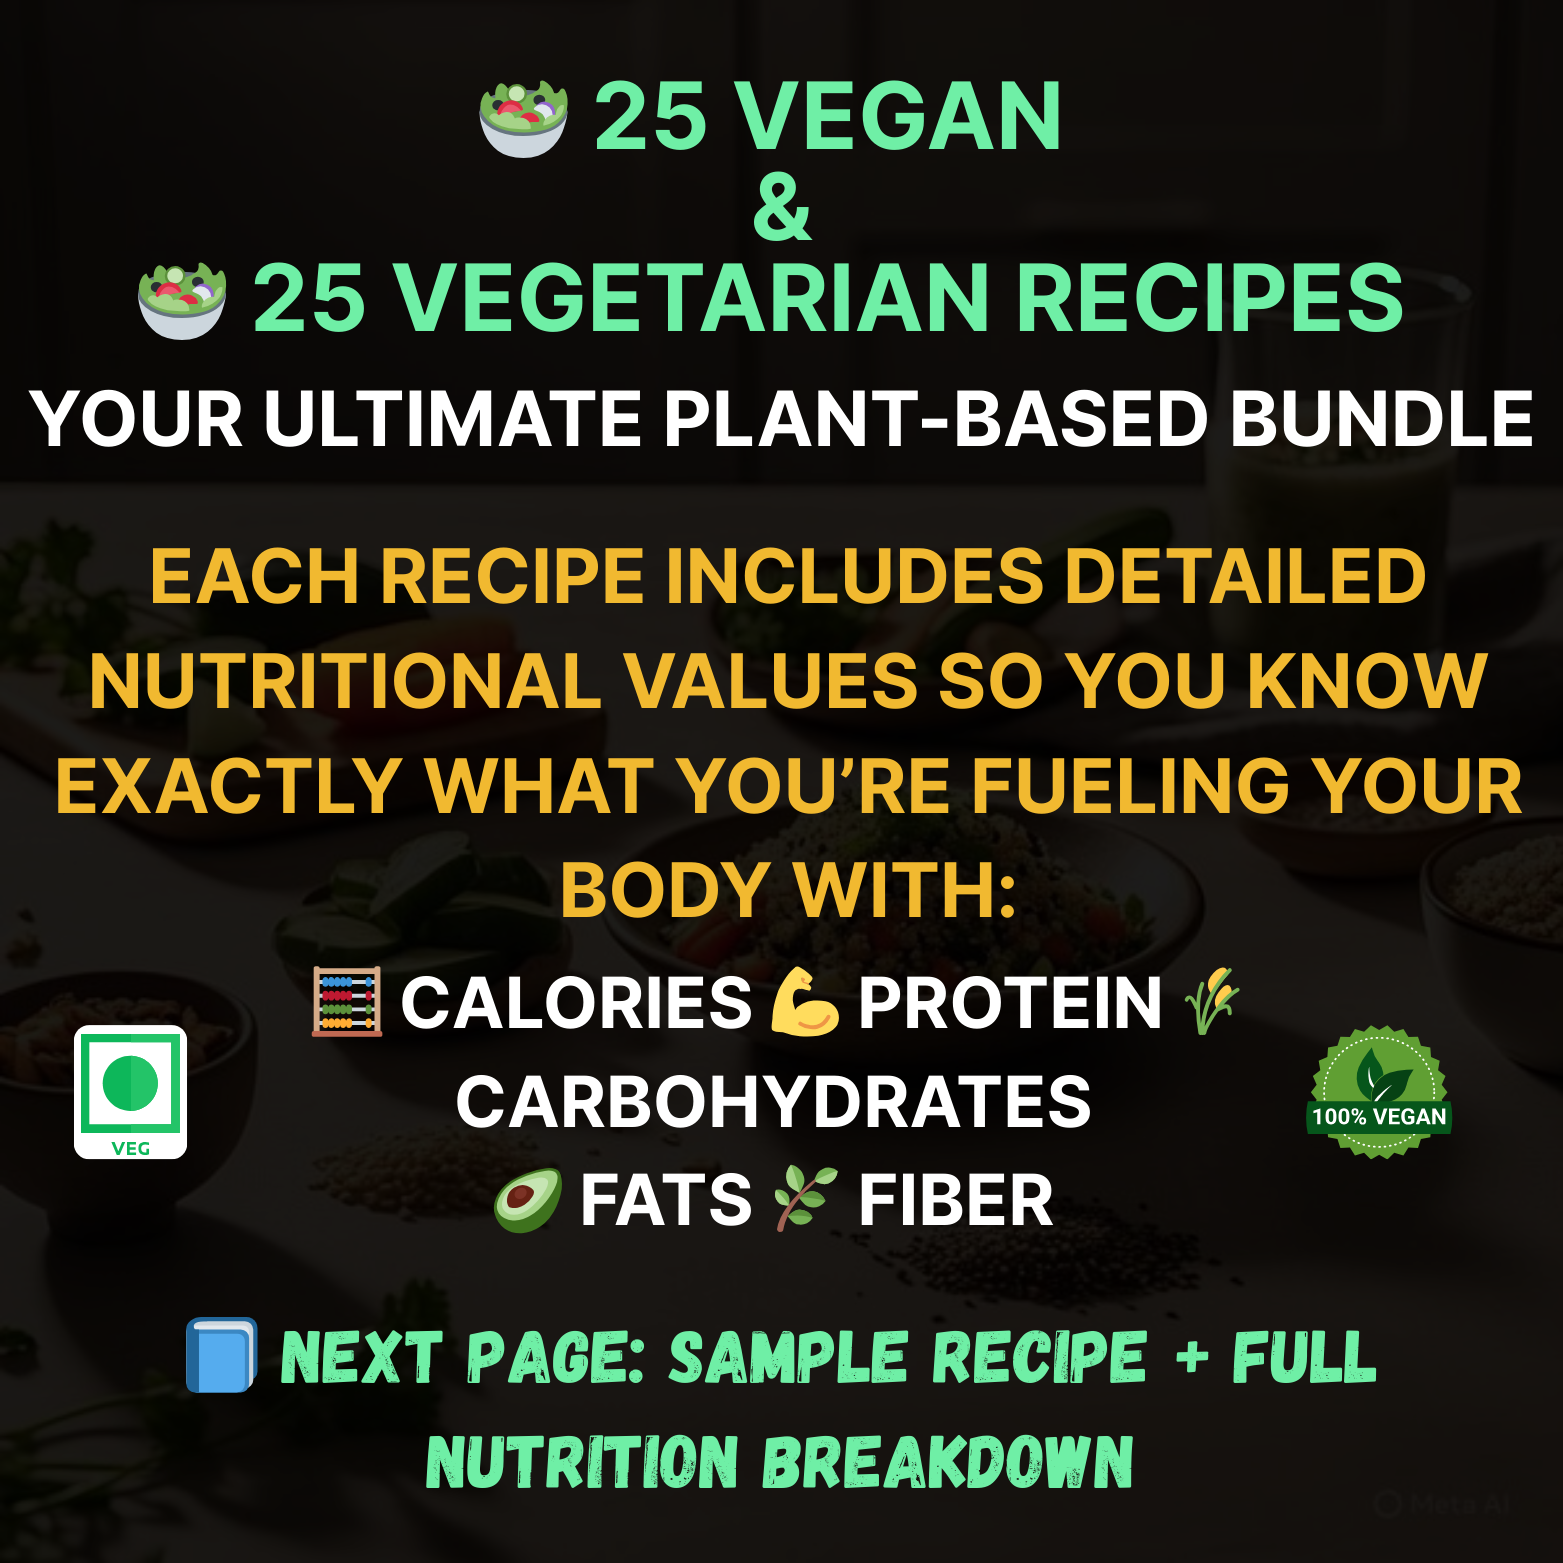 25 VEGAN
&
25 VEGETARIAN RECIPES
YOUR ULTIMATE PLANT-BASED BUNDLE
EACH RECIPE INCLUDES DETAILED
NUTRITIONAL VALUES SO YOU KNOW
EXACTLY WHAT YOU’RE FUELING YOUR
BODY WITH:
CALORIES PROTEIN
CARBOHYDRATES
FATS FIBER
VEG
100% VEGAN
NEXT PAGE: SAMPLE RECIPE + FULL
NUTRITION BREAKDOWN
Meta AI